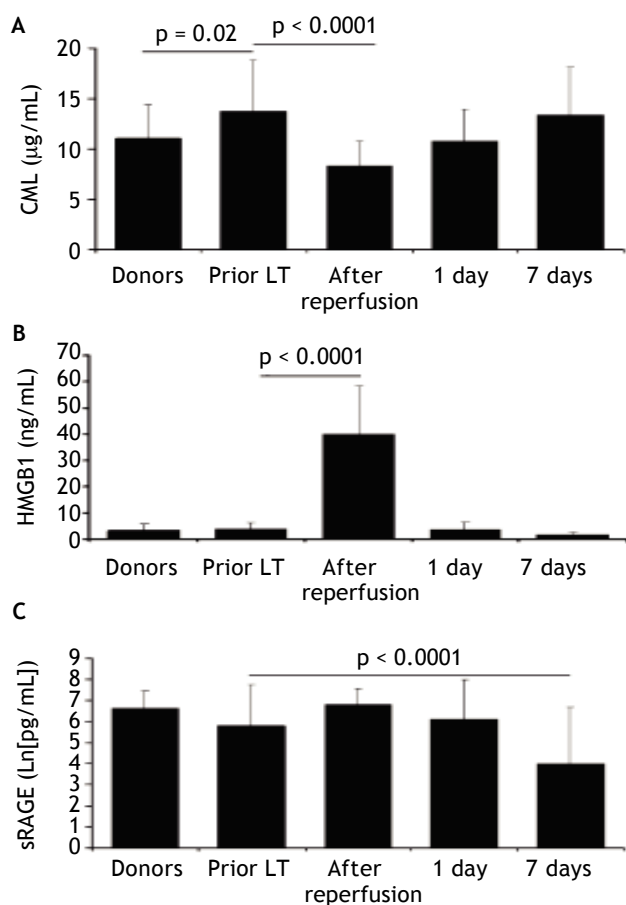 A
p = 0.02
p < 0.0001
CML (μg/mL)
20
15
10
5
0
Donors
Prior LT
After
reperfusion
1 day
7 days
B
p < 0.0001
HMGB1 (ng/mL)
70
60
50
40
30
20
10
0
Donors
Prior LT
After
reperfusion
1 day
7 days
C
p < 0.0001
sRAGE (Ln[pg/mL])
9
8
7
6
5
4
3
2
1
0
Donors
Prior LT
After
reperfusion
1 day
7 days